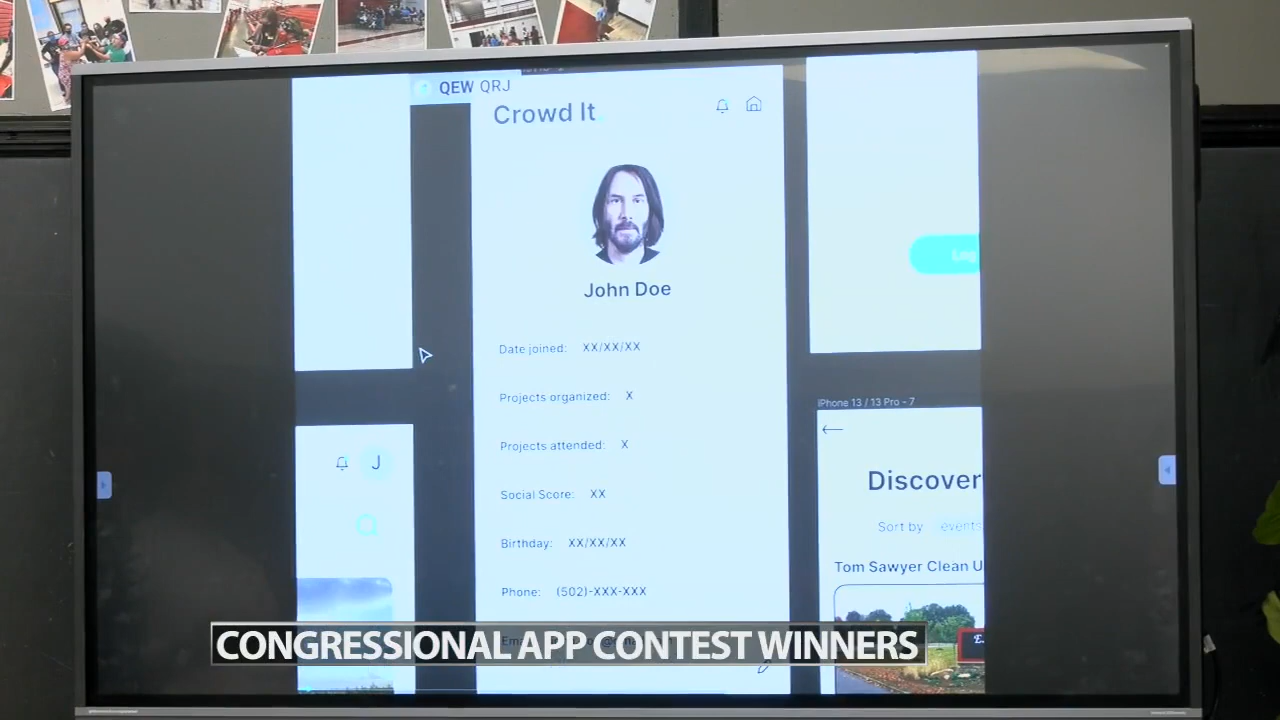 QEW QRJ
Crowd It.
John Doe
Date joined: XX/XX/XX
Projects organized: X
Projects attended: X
Social Score: XX
Birthday: XX/XX/XX
Phone: (502)-XXX-XXX
J
Log
iPhone 13 / 13 Pro - 7
Discover
Sort by events
Tom Sawyer Clean U
CONGRESSIONAL APP CONTEST WINNERS